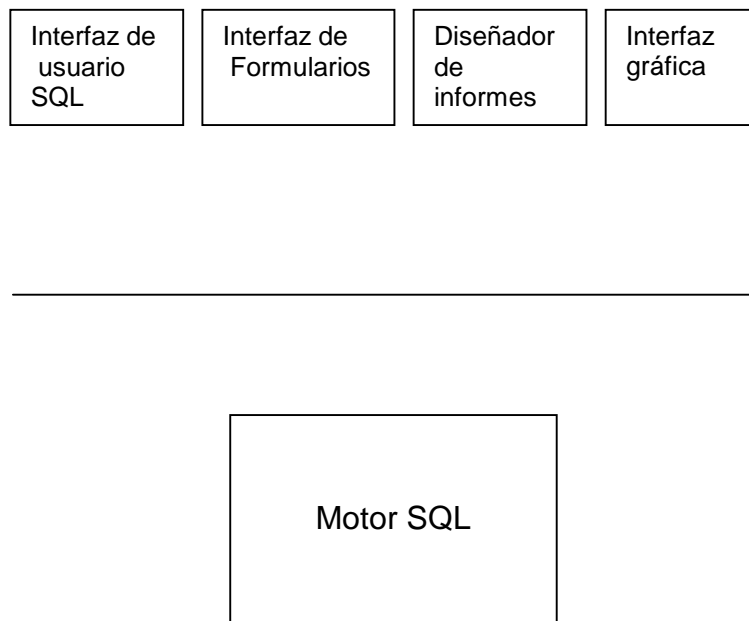 Interfaz de
usuario
SQL
Interfaz de
Formularios
Diseñador
de
informes
Interfaz
gráfica
Motor SQL